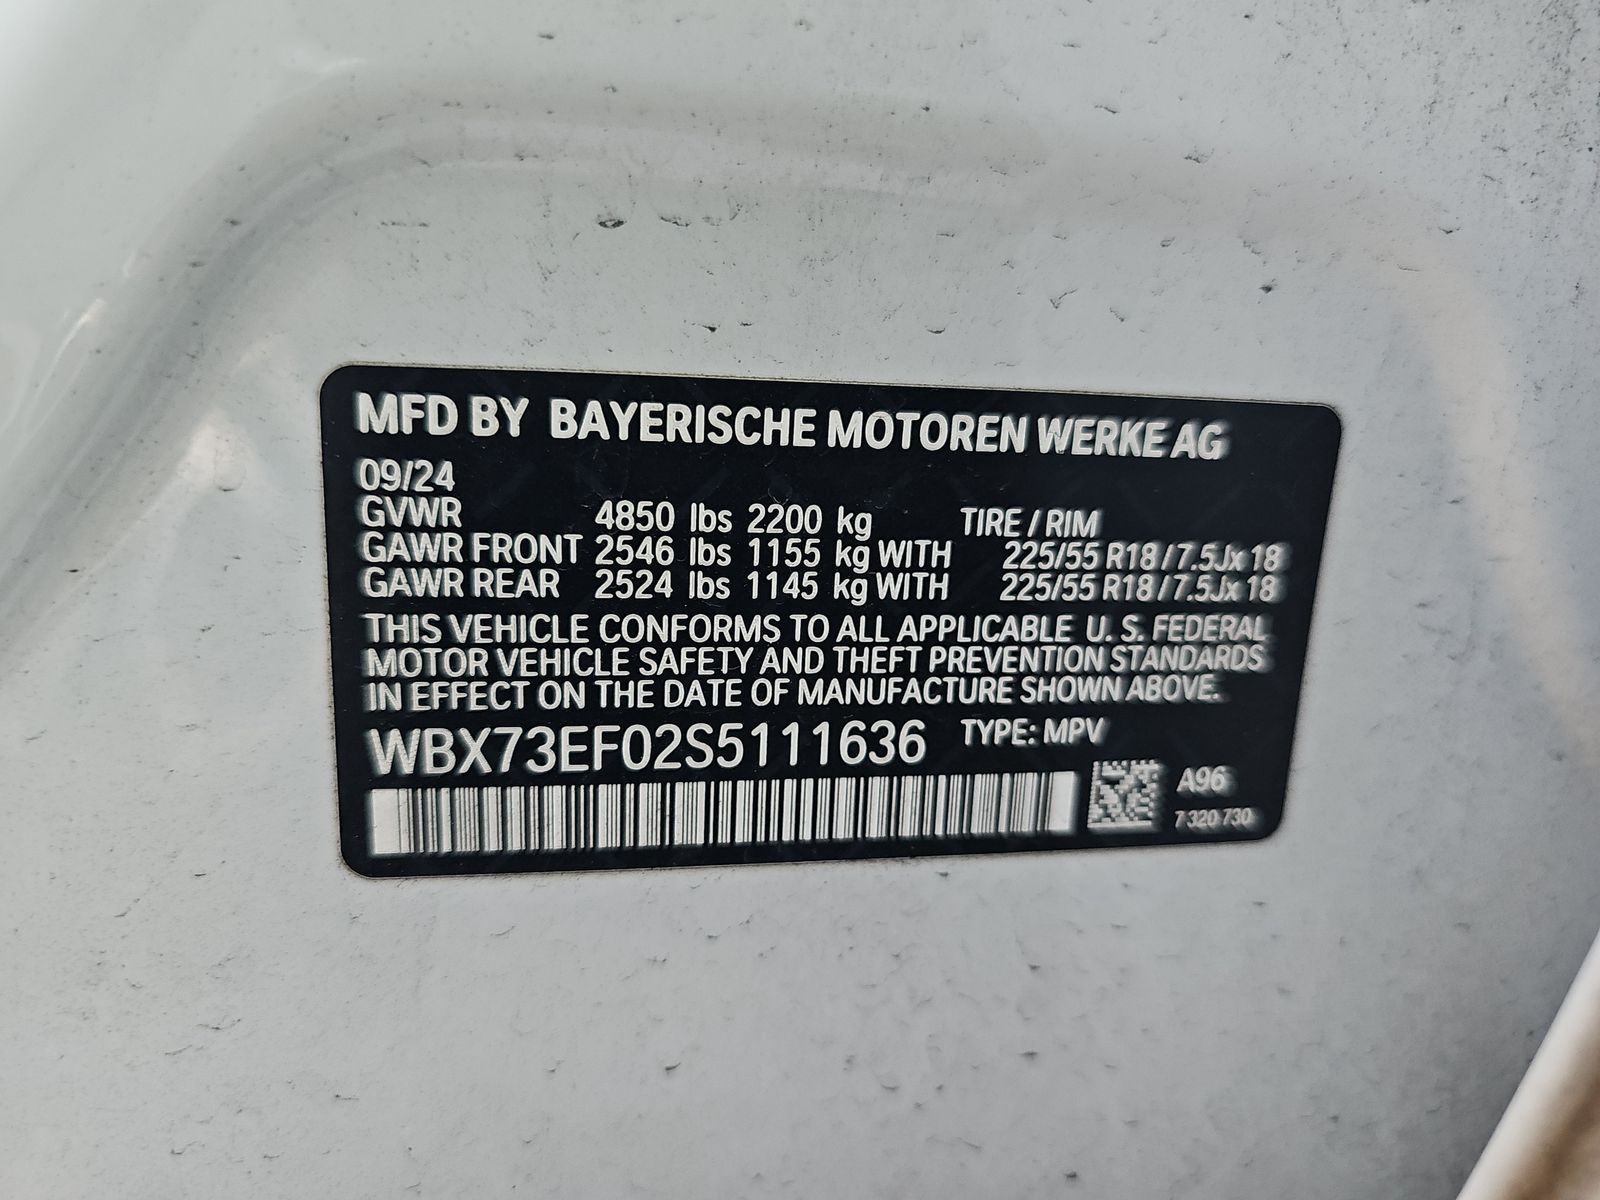 MFD BY BAYERISCHE MOTOREN WERKE AG
09/24
GVWR 4850 lbs 2200 kg TIRE / RIM
GAWR FRONT 2546 lbs 1155 kg WITH 225/55 R18 / 7.5Jx 18
GAWR REAR 2524 lbs 1145 kg WITH 225/55 R18 / 7.5Jx 18
THIS VEHICLE CONFORMS TO ALL APPLICABLE U. S. FEDERAL
MOTOR VEHICLE SAFETY AND THEFT PREVENTION STANDARDS
IN EFFECT ON THE DATE OF MANUFACTURE SHOWN ABOVE.
WBX73EF02S5111636 TYPE: MPV
A96
7 320 730